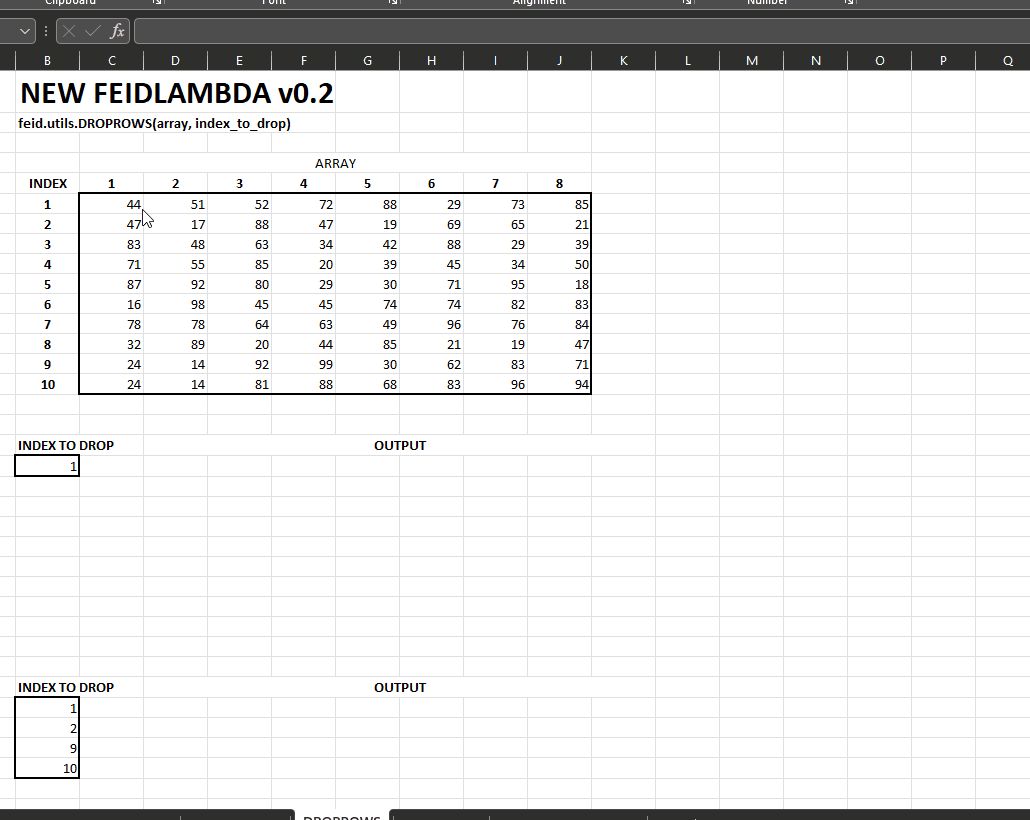 Clipboard Font Alignment Number
fx
B C D E F G H I J K L M N O P Q
NEW FEIDLAMBDA v0.2
feid.utils.DROPROWS(array, index_to_drop)
ARRAY
INDEX 1 2 3 4 5 6 7 8
1 44 51 52 72 88 29 73 85
2 47 17 88 47 19 69 65 21
3 83 48 63 34 42 88 29 39
4 71 55 85 20 39 45 34 50
5 87 92 80 29 30 71 95 18
6 16 98 45 45 74 74 82 83
7 78 78 64 63 49 96 76 84
8 32 89 20 44 85 21 19 47
9 24 14 92 99 30 62 83 71
10 24 14 81 88 68 83 96 94
INDEX TO DROP OUTPUT
1
INDEX TO DROP OUTPUT
1
2
9
10
DROPROWS